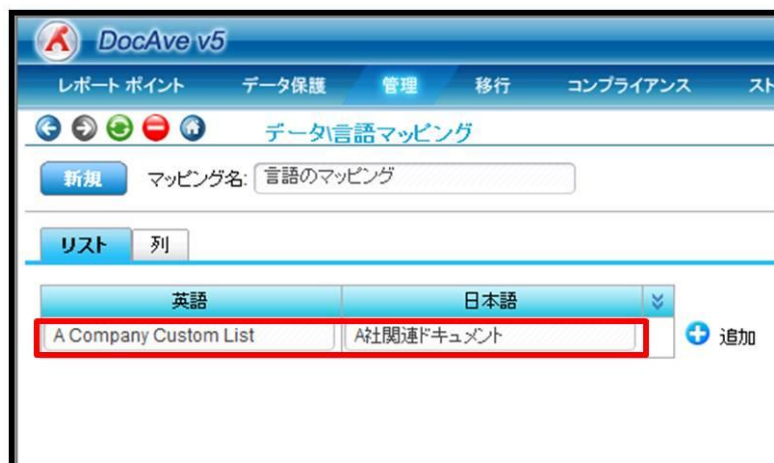 DocAve v5
レポート ポイント データ保護 管理 移行 コンプライアンス スト
データ\言語マッピング
新規 マッピング名: 言語のマッピング
リスト 列
英語 日本語
A Company Custom List A社関連ドキュメント 追加